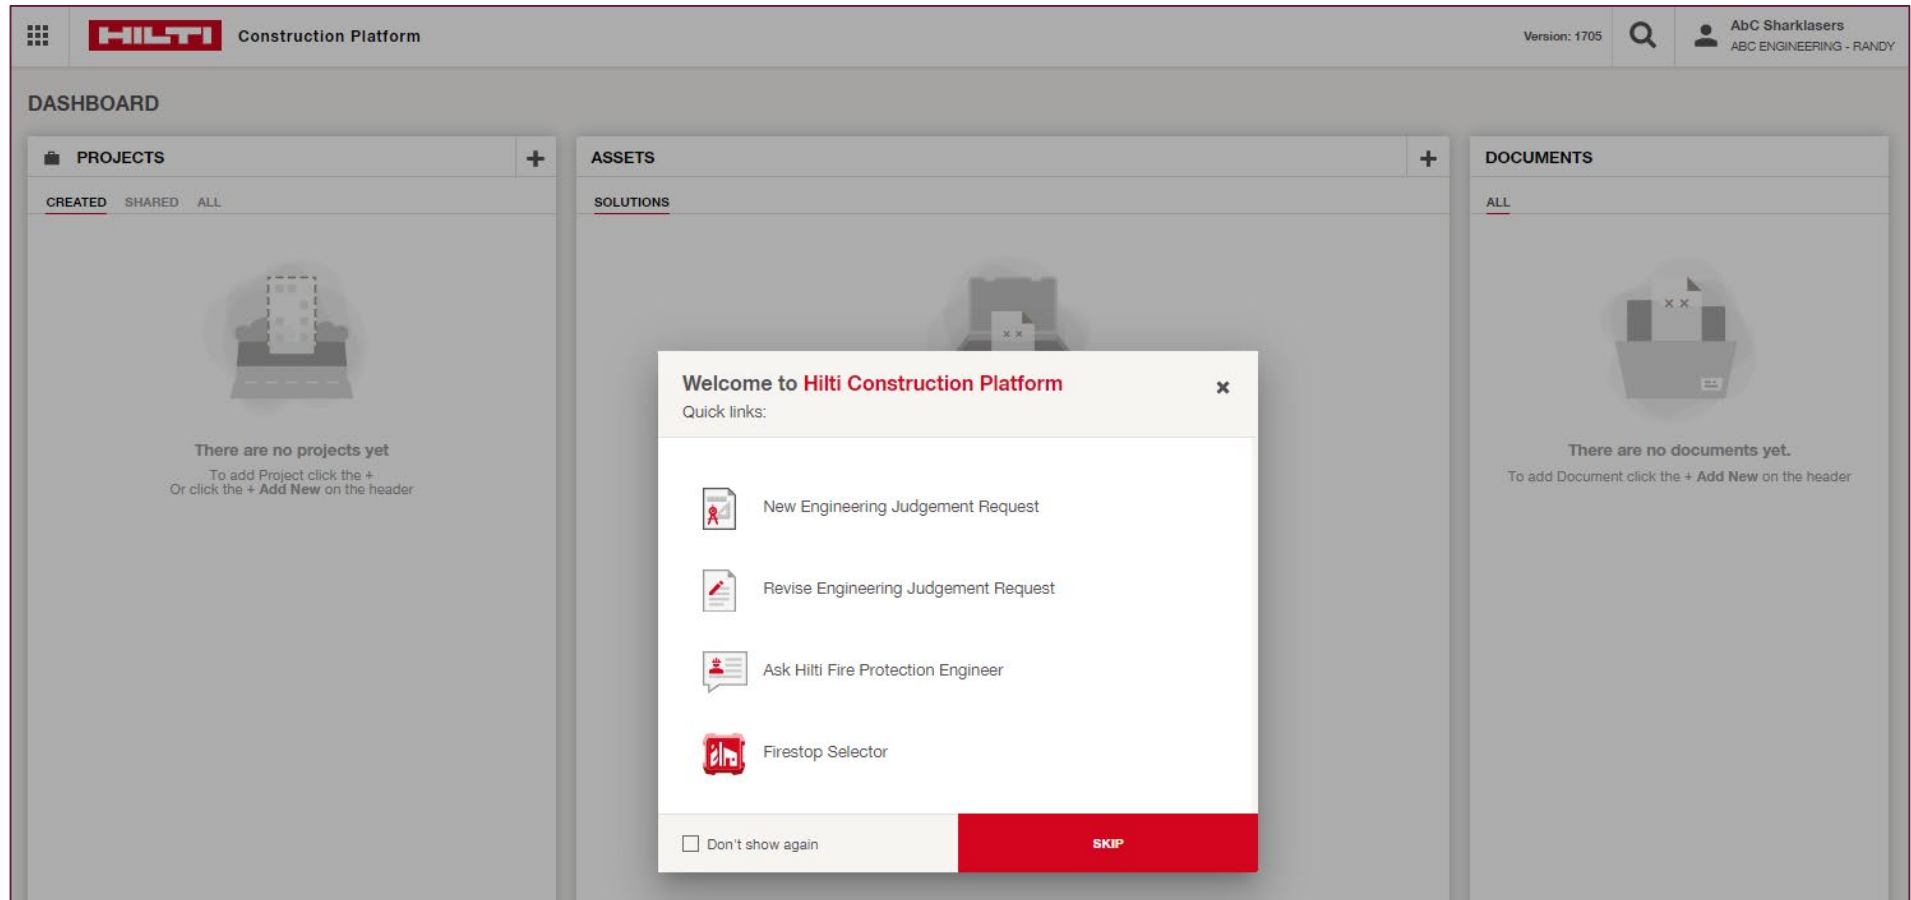 HILTI
Construction Platform
Version: 1705
AbC Sharklasers
ABC ENGINEERING - RANDY
DASHBOARD
PROJECTS
CREATED SHARED ALL
There are no projects yet
To add Project click the +
Or click the + Add New on the header
ASSETS
SOLUTIONS
DOCUMENTS
ALL
There are no documents yet.
To add Document click the + Add New on the header
Welcome to Hilti Construction Platform
Quick links:
New Engineering Judgement Request
Revise Engineering Judgement Request
Ask Hilti Fire Protection Engineer
Firestop Selector
Don't show again
SKIP